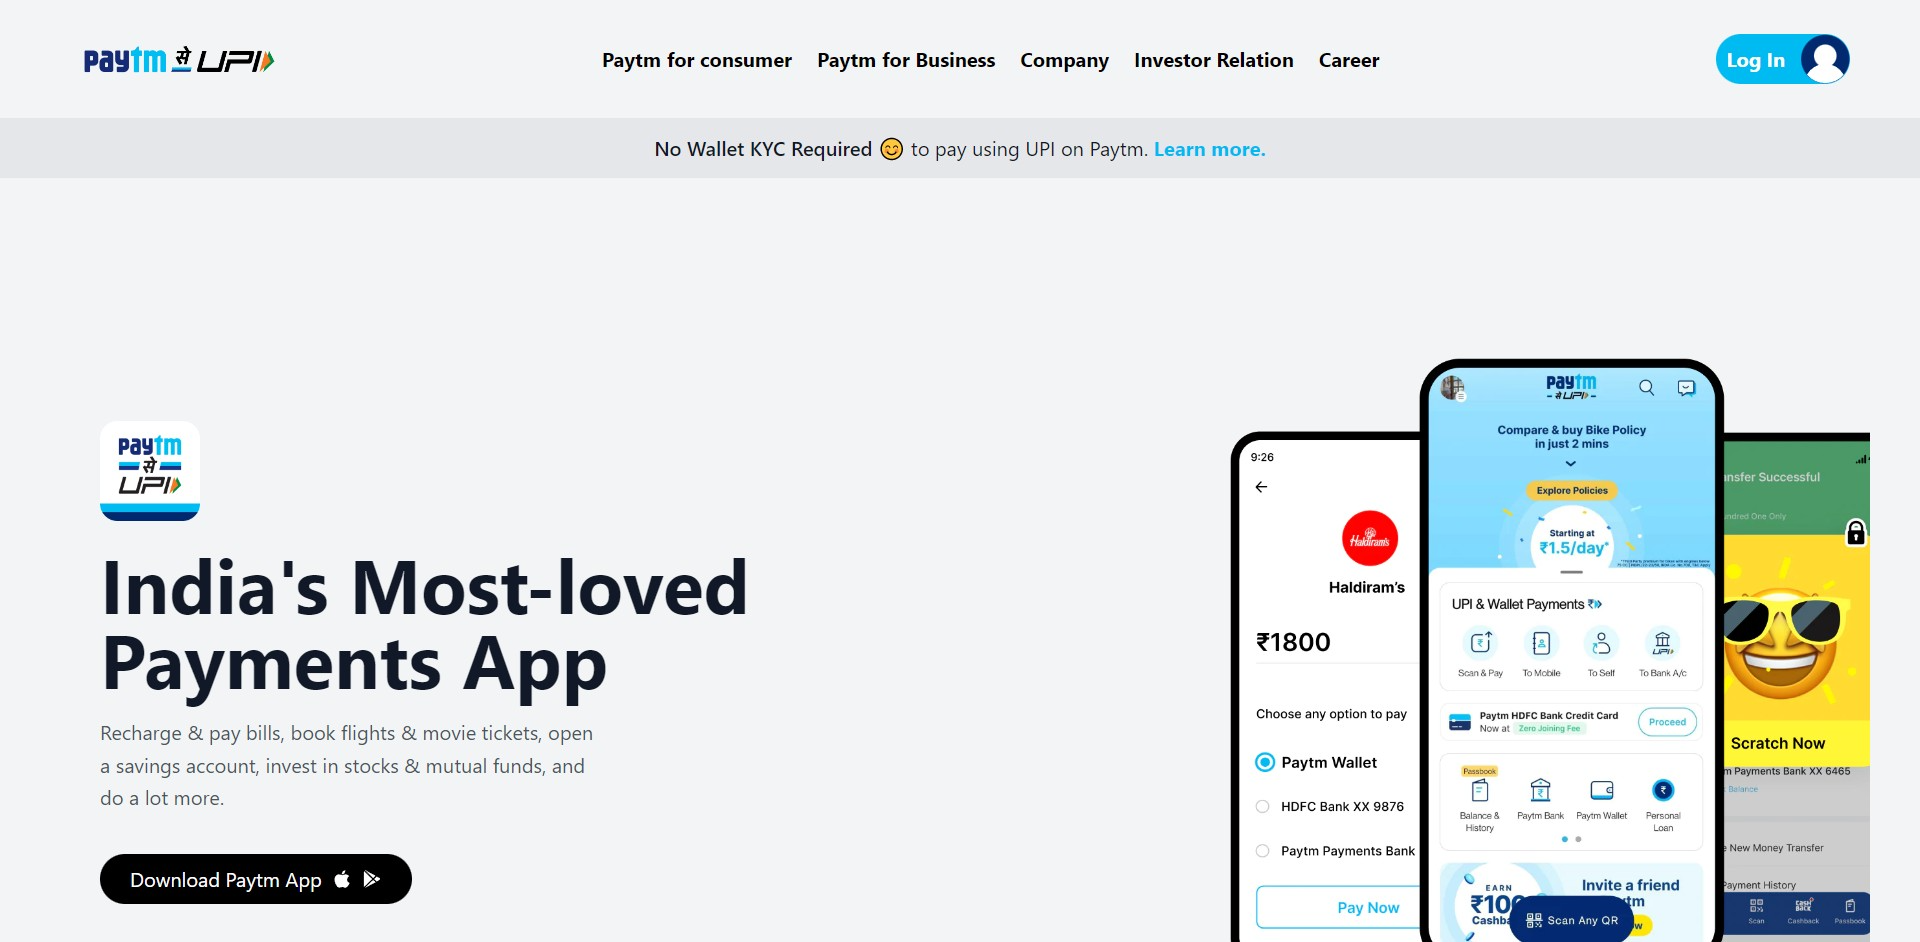 paytm से UPI
Paytm for consumer
Paytm for Business
Company
Investor Relation
Career
Log In
No Wallet KYC Required 😊 to pay using UPI on Paytm. Learn more.
paytm
से
UPI
India's Most-loved
Payments App
Recharge & pay bills, book flights & movie tickets, open
a savings account, invest in stocks & mutual funds, and
do a lot more.
Download Paytm App
9:26
Haldiram's
Haldiram's
₹1800
Choose any option to pay
Paytm Wallet
HDFC Bank XX 9876
Paytm Payments Bank
Pay Now
paytm
से UPI
Compare & buy Bike Policy
in just 2 mins
Explore Policies
Starting at
₹1.5/day*
UPI & Wallet Payments
Scan & Pay
To Mobile
To Self
UPI
To Bank A/c
Paytm HDFC Bank Credit Card
Now at Zero Joining Fee
Proceed
Passbook
Balance &
History
Paytm Bank
Paytm Wallet
Personal
Loan
EARN
₹100
Cashb
Invite a friend
tm
Scan Any QR
w
nsfer Successful
ndred One Only
Scratch Now
m Payments Bank XX 6465
Balance
e New Money Transfer
Payment History
Scan
CASH BACK
Cashback
Passbook